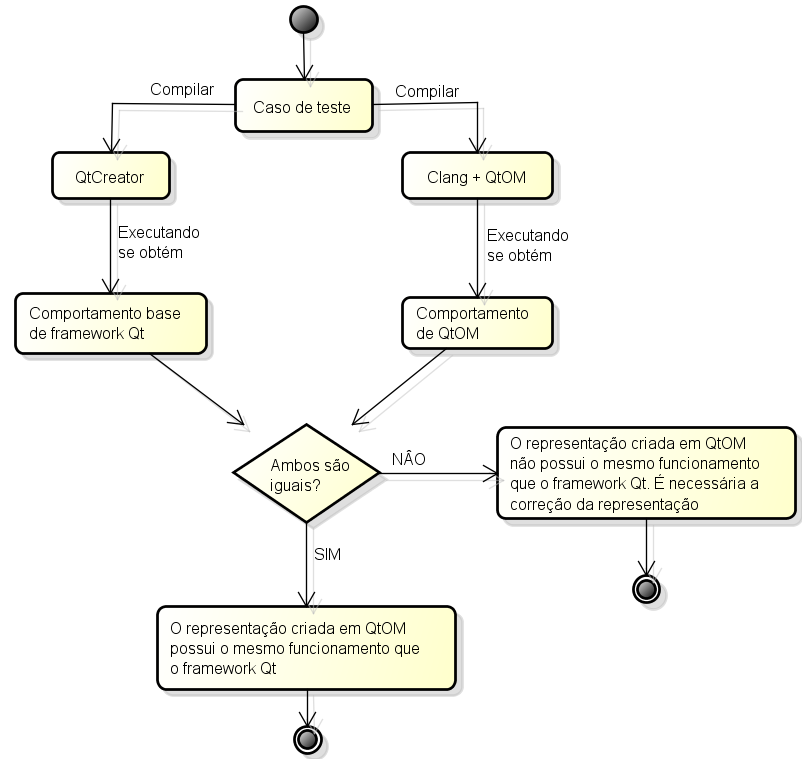 Compilar
Compilar
Caso de teste
QtCreator
Clang + QtOM
Executando
se obtém
Executando
se obtém
Comportamento base
de framework Qt
Comportamento
de QtOM
Ambos são
iguais?
NÂO
O representação criada em QtOM
não possui o mesmo funcionamento
que o framework Qt. É necessária a
correção da representação
SIM
O representação criada em QtOM
possui o mesmo funcionamento que
o framework Qt